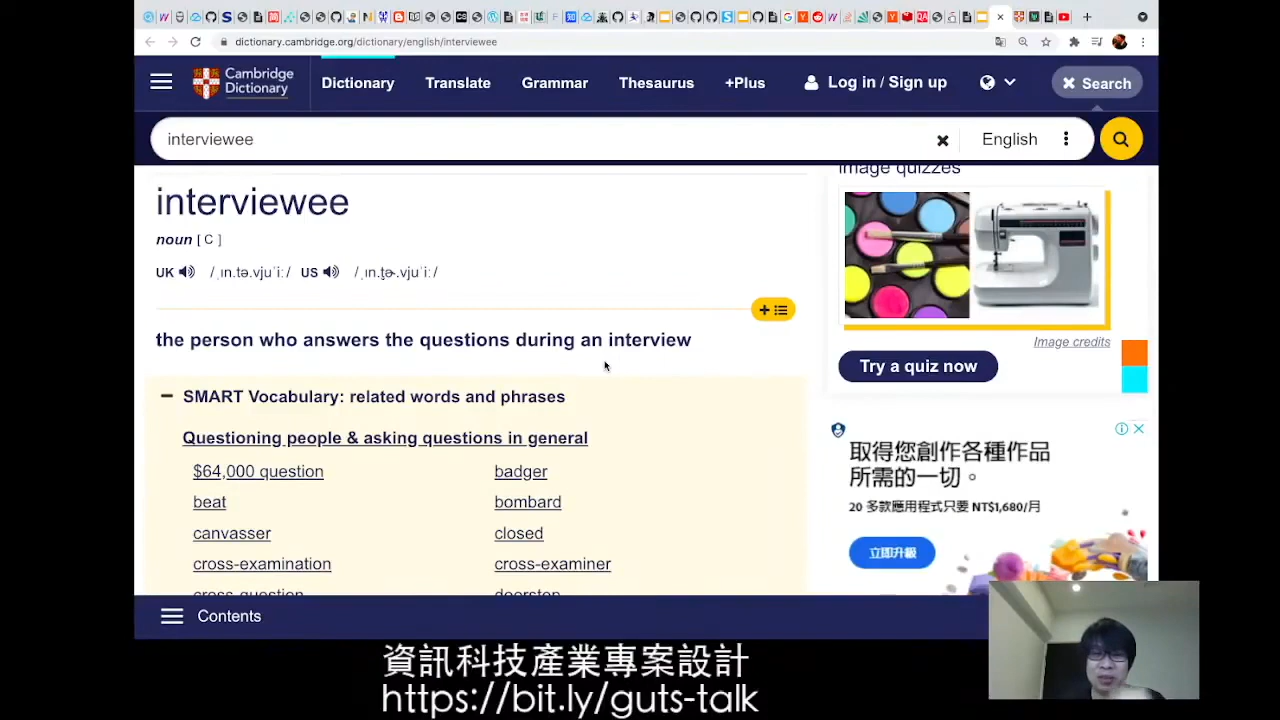 dictionary.cambridge.org/dictionary/english/interviewee
Cambridge
Dictionary
Dictionary
Translate
Grammar
Thesaurus
+Plus
Log in / Sign up
Search
interviewee
English
interviewee
noun [ C ]
UK /ˌɪn.tə.vjuˈiː/ US /ˌɪn.t̬ɚ.vjuˈiː/
the person who answers the questions during an interview
SMART Vocabulary: related words and phrases
Questioning people & asking questions in general
$64,000 question
badger
beat
bombard
canvasser
closed
cross-examination
cross-examiner
cross-question
doorstep
Contents
image quizzes
Image credits
Try a quiz now
取得您創作各種作品
所需的一切。
20 多款應用程式只要 NT$1,680/月
立即升級
資訊科技產業專案設計
https://bit.ly/guts-talk